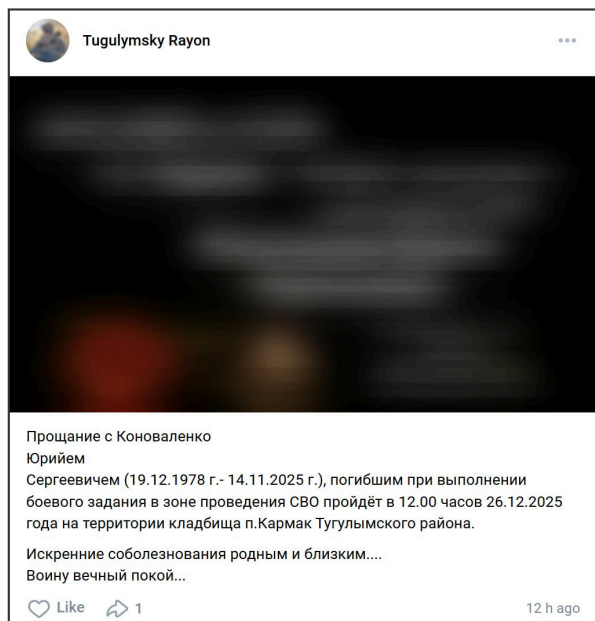 Tugulymsky Rayon
Прощание с Коноваленко
Юрийем
Сергеевичем (19.12.1978 г.- 14.11.2025 г.), погибшим при выполнении
боевого задания в зоне проведения СВО пройдёт в 12.00 часов 26.12.2025
года на территории кладбища п.Кармак Тугулымского района.
Искренние соболезнования родным и близким....
Воину вечный покой...
Like 1 12 h ago